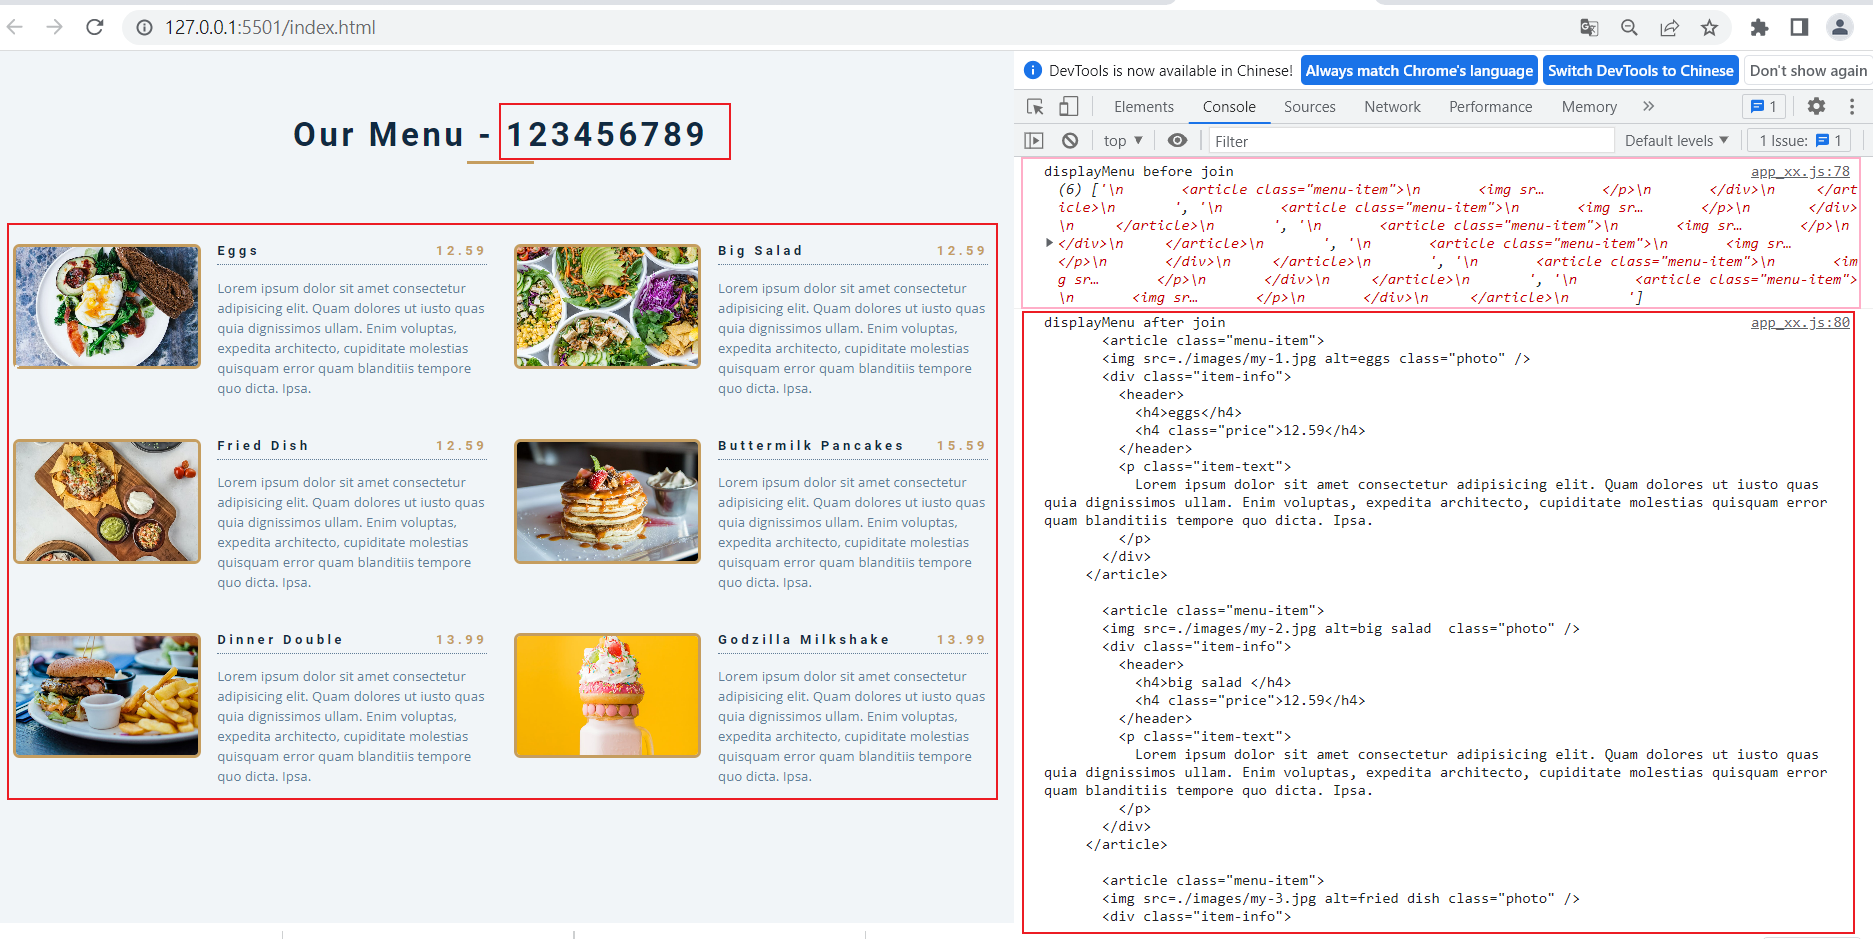 127.0.0.1:5501/index.html
DevTools is now available in Chinese!
Always match Chrome's language
Switch DevTools to Chinese
Don't show again
Elements
Console
Sources
Network
Performance
Memory
1
top
Filter
Default levels
1 Issue:
1
Our Menu - 123456789
Eggs 12.59
Lorem ipsum dolor sit amet consectetur
adipisicing elit. Quam dolores ut iusto quas
quia dignissimos ullam. Enim voluptas,
expedita architecto, cupiditate molestias
quisquam error quam blanditiis tempore
quo dicta. Ipsa.
Big Salad 12.59
Lorem ipsum dolor sit amet consectetur
adipisicing elit. Quam dolores ut iusto quas
quia dignissimos ullam. Enim voluptas,
expedita architecto, cupiditate molestias
quisquam error quam blanditiis tempore
quo dicta. Ipsa.
Fried Dish 12.59
Lorem ipsum dolor sit amet consectetur
adipisicing elit. Quam dolores ut iusto quas
quia dignissimos ullam. Enim voluptas,
expedita architecto, cupiditate molestias
quisquam error quam blanditiis tempore
quo dicta. Ipsa.
Buttermilk Pancakes 15.59
Lorem ipsum dolor sit amet consectetur
adipisicing elit. Quam dolores ut iusto quas
quia dignissimos ullam. Enim voluptas,
expedita architecto, cupiditate molestias
quisquam error quam blanditiis tempore
quo dicta. Ipsa.
Dinner Double 13.99
Lorem ipsum dolor sit amet consectetur
adipisicing elit. Quam dolores ut iusto quas
quia dignissimos ullam. Enim voluptas,
expedita architecto, cupiditate molestias
quisquam error quam blanditiis tempore
quo dicta. Ipsa.
Godzilla Milkshake 13.99
Lorem ipsum dolor sit amet consectetur
adipisicing elit. Quam dolores ut iusto quas
quia dignissimos ullam. Enim voluptas,
expedita architecto, cupiditate molestias
quisquam error quam blanditiis tempore
quo dicta. Ipsa.
displayMenu before join app_xx.js:78
(6) ['\n <article class="menu-item">\n <img sr… </p>\n </div>\n </art
icle>\n ', '\n <article class="menu-item">\n <img sr… </p>\n </div>
\n </article>\n ', '\n <article class="menu-item">\n <img sr… </p>\n
</div>\n </article>\n ', '\n <article class="menu-item">\n <img sr…
</p>\n </div>\n </article>\n ', '\n <article class="menu-item">\n <im
g sr… </p>\n </div>\n </article>\n ', '\n <article class="menu-item">
\n <img sr… </p>\n </div>\n </article>\n ']
displayMenu after join app_xx.js:80
<article class="menu-item">
<img src=./images/my-1.jpg alt=eggs class="photo" />
<div class="item-info">
<header>
<h4>eggs</h4>
<h4 class="price">12.59</h4>
</header>
<p class="item-text">
Lorem ipsum dolor sit amet consectetur adipisicing elit. Quam dolores ut iusto quas
quia dignissimos ullam. Enim voluptas, expedita architecto, cupiditate molestias quisquam error
quam blanditiis tempore quo dicta. Ipsa.
</p>
</div>
</article>
<article class="menu-item">
<img src=./images/my-2.jpg alt=big salad  class="photo" />
<div class="item-info">
<header>
<h4>big salad </h4>
<h4 class="price">12.59</h4>
</header>
<p class="item-text">
Lorem ipsum dolor sit amet consectetur adipisicing elit. Quam dolores ut iusto quas
quia dignissimos ullam. Enim voluptas, expedita architecto, cupiditate molestias quisquam error
quam blanditiis tempore quo dicta. Ipsa.
</p>
</div>
</article>
<article class="menu-item">
<img src=./images/my-3.jpg alt=fried dish class="photo" />
<div class="item-info">